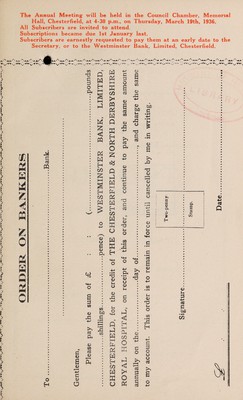 The Annual Meeting will be held in the Council Chamber, Memorial
Hall, Chesterfield, at 4-30 p.m. on Thursday, March 19th, 1936.
All Subscribers are invited to attend.
Subscriptions became due 1st January last.
Subscribers are earnestly requested to pay them at an early date to the
Secretary, or to the Westminster Bank, Limited, Chesterfield.
ORDER ON BANKERS
To..............................Bank.
Gentlemen,
Please pay the sum of £ : : (..............................pounds
....................shillings....................pence) to WESTMINSTER BANK, LIMITED,
CHESTERFIELD, for the credit of THE CHESTERFIELD & NORTH DERBYSHIRE
ROYAL HOSPITAL, on receipt of this order, and continue to pay the same amount
annually on the..........day of...................., and charge the same
to my account. This order is to remain in force until cancelled by me in writing.
Two-penny
Stamp.
Signature..............................
£
Date....................